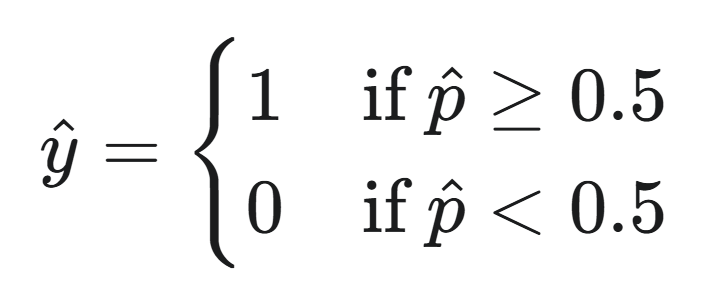 ŷ = { 1 if p̂ ≥ 0.5
0 if p̂ < 0.5